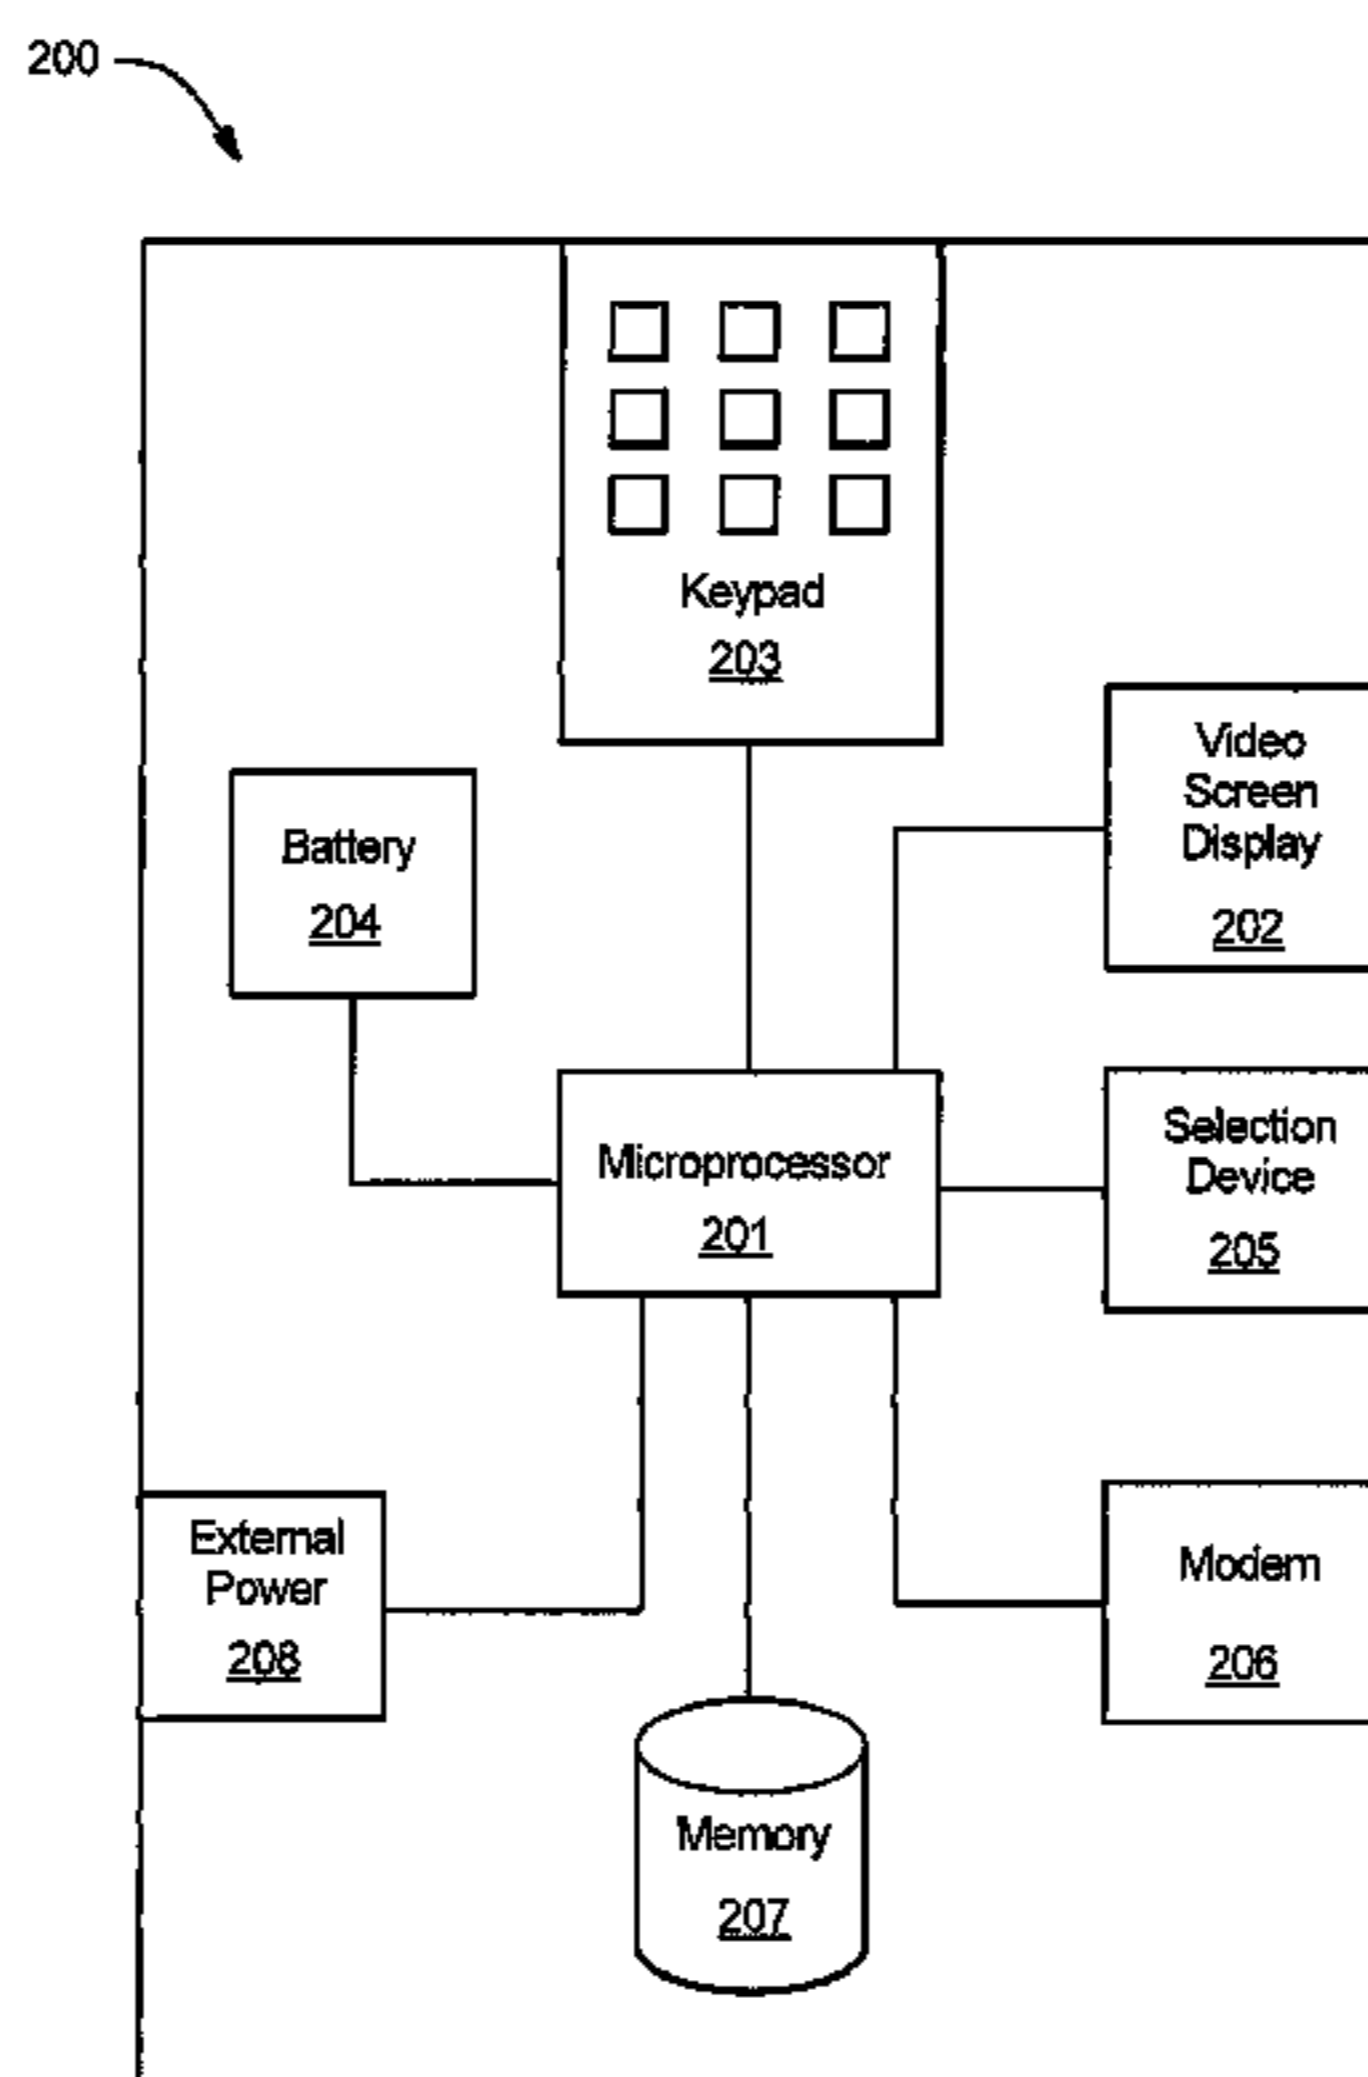 200
Keypad
203
Video
Screen
Display
202
Battery
204
Microprocessor
201
Selection
Device
205
External
Power
208
Modem
206
Memory
207